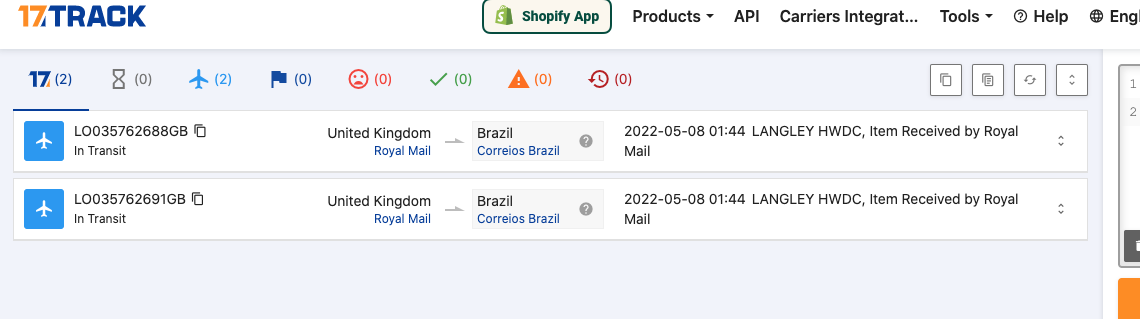 17TRACK
Shopify App
Products
API
Carriers Integrat...
Tools
Help
17 (2)
(0)
(2)
(0)
(0)
(0)
(0)
(0)
LO035762688GB
In Transit
United Kingdom
Royal Mail
Brazil
Correios Brazil
2022-05-08 01:44 LANGLEY HWDC, Item Received by Royal
Mail
LO035762691GB
In Transit
United Kingdom
Royal Mail
Brazil
Correios Brazil
2022-05-08 01:44 LANGLEY HWDC, Item Received by Royal
Mail
1
2